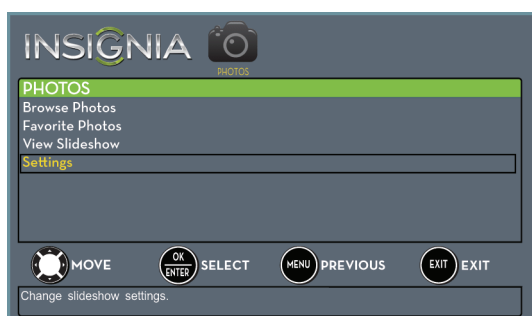 INSIGNIA
PHOTOS
PHOTOS
Browse Photos
Favorite Photos
View Slideshow
Settings
MOVE OK ENTER SELECT MENU PREVIOUS EXIT EXIT
Change slideshow settings.